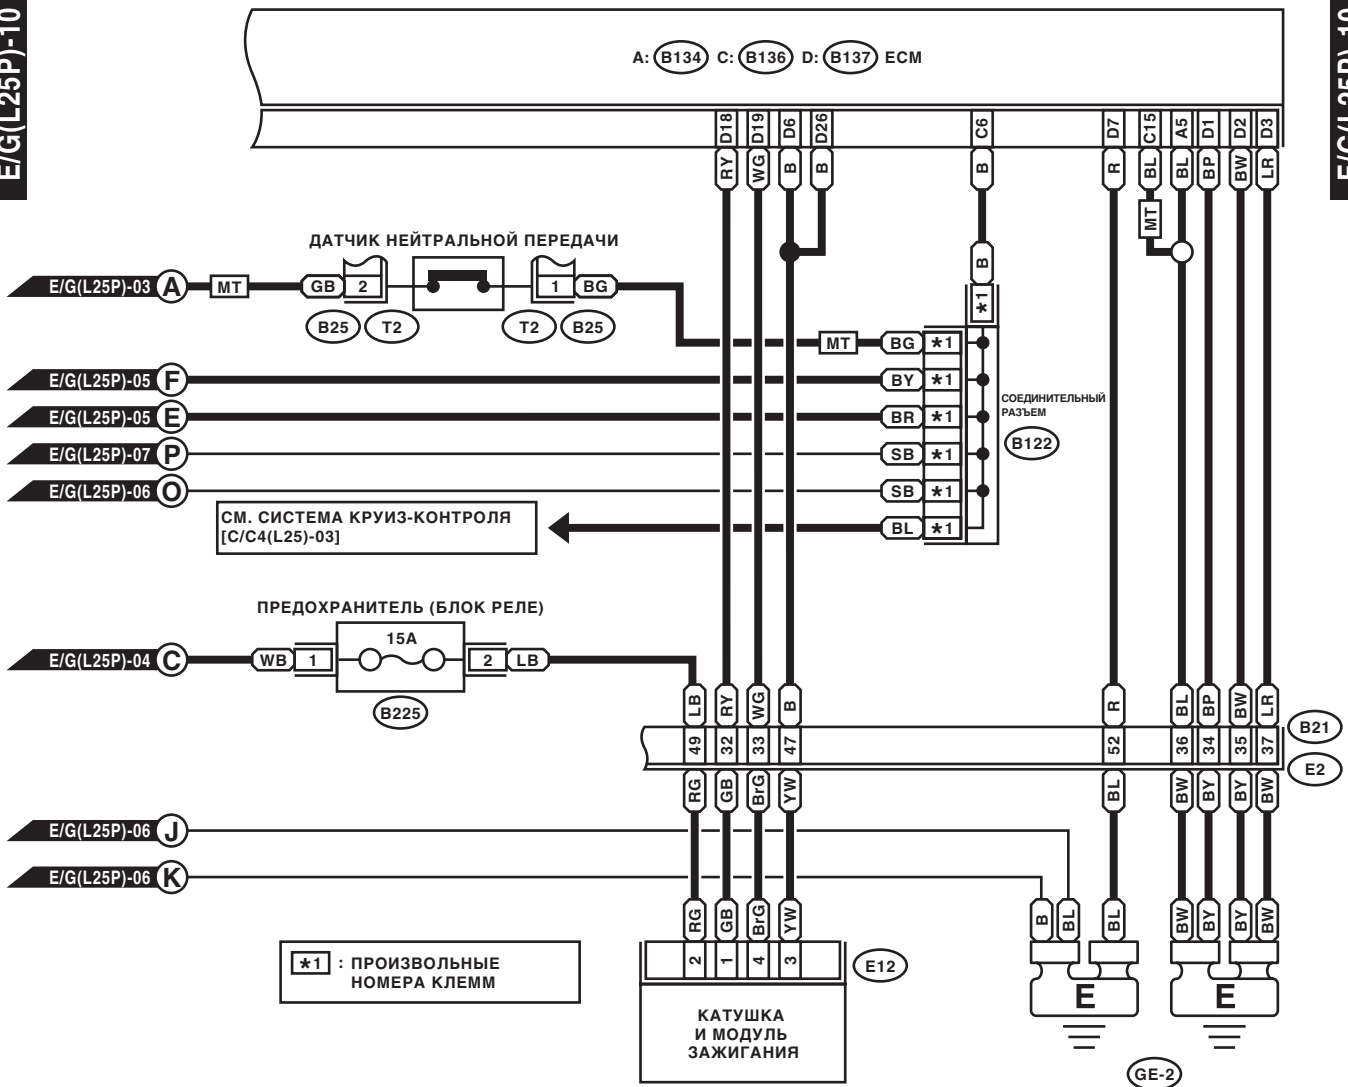 E/G(L25P)-10
E/G(L25P)-10
A: B134 C: B136 D: B137 ECM
D18 D19 D6 D26 C6 D7 C15 A5 D1 D2 D3
RY WG B B B R BL BL BP BW LR
MT
ДАТЧИК НЕЙТРАЛЬНОЙ ПЕРЕДАЧИ
B
E/G(L25P)-03 A MT GB 2 1 BG
*1
B25 T2 T2 B25
MT BG *1
E/G(L25P)-05 F BY *1
СОЕДИНИТЕЛЬНЫЙ
РАЗЪЕМ
E/G(L25P)-05 E BR *1
B122
E/G(L25P)-07 P SB *1
E/G(L25P)-06 O SB *1
СМ. СИСТЕМА КРУИЗ-КОНТРОЛЯ
[C/C4(L25)-03]
BL *1
ПРЕДОХРАНИТЕЛЬ (БЛОК РЕЛЕ)
15A
E/G(L25P)-04 C WB 1 2 LB
B225
LB RY WG B R BL BP BW LR
B21
49 32 33 47 52 36 34 35 37
E2
RG GB BrG YW BL BW BY BY BW
E/G(L25P)-06 J
E/G(L25P)-06 K
RG GB BrG YW B BL BL BW BY BY BW
2 1 4 3
E12
*1 : ПРОИЗВОЛЬНЫЕ
НОМЕРА КЛЕММ
E E
КАТУШКА
И МОДУЛЬ
ЗАЖИГАНИЯ
GE-2